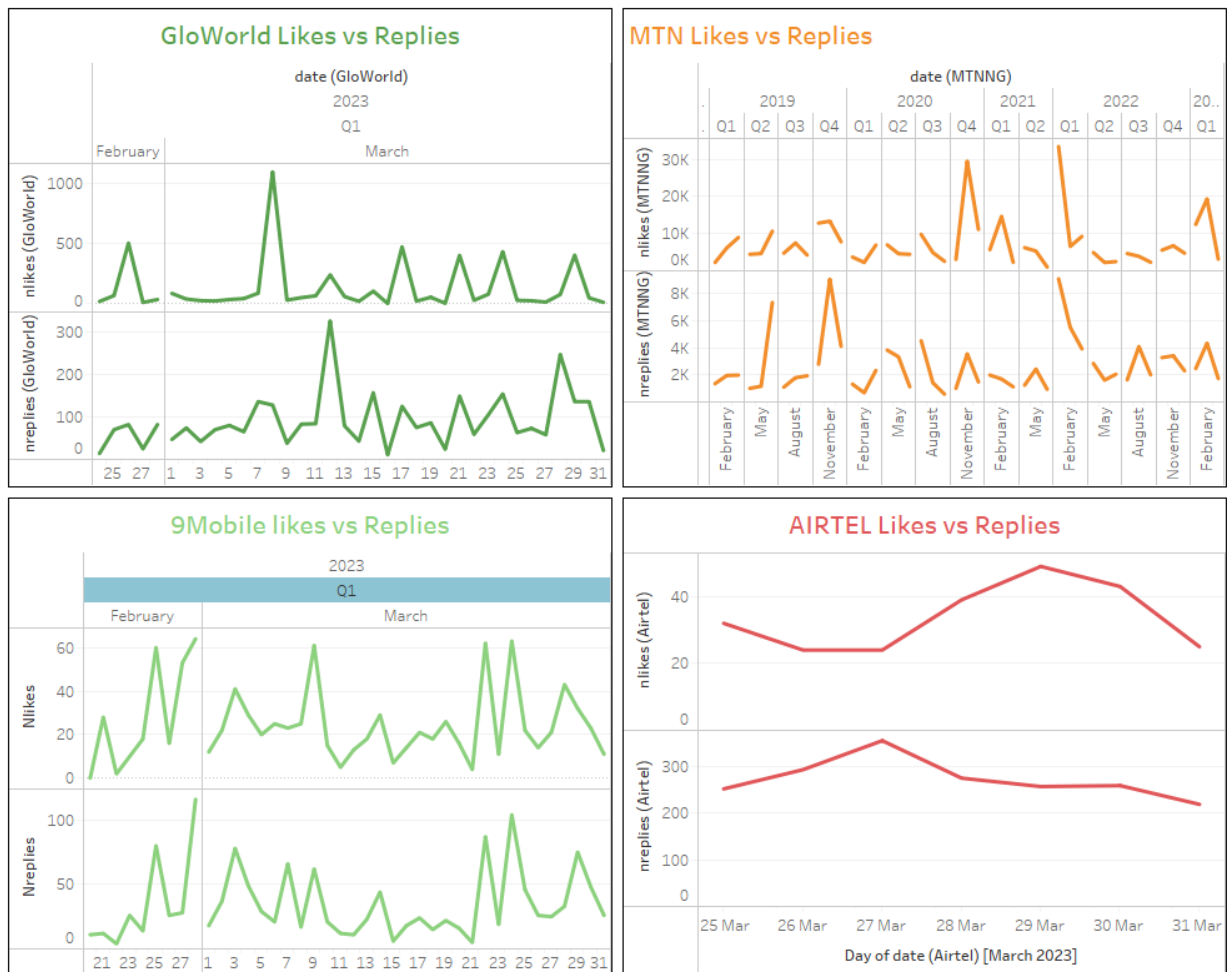 GloWorld Likes vs Replies
date (GloWorld)
2023
Q1
February March
nlikes (GloWorld)
1000
500
0
nreplies (GloWorld)
300
200
100
0
25 27 1 3 5 7 9 11 13 15 17 19 21 23 25 27 29 31
MTN Likes vs Replies
date (MTNNG)
. 2019 2020 2021 2022 20..
. Q1 Q2 Q3 Q4 Q1 Q2 Q3 Q4 Q1 Q2 Q1 Q2 Q3 Q4 Q1
nlikes (MTNNG)
30K
20K
10K
0K
nreplies (MTNNG)
8K
6K
4K
2K
February May August November February May August November February May August November February
9Mobile likes vs Replies
2023
Q1
February March
Nlikes
60
40
20
0
Nreplies
100
50
0
21 23 25 27 1 3 5 7 9 11 13 15 17 19 21 23 25 27 29 31
AIRTEL Likes vs Replies
nlikes (Airtel)
40
20
0
nreplies (Airtel)
300
200
100
0
25 Mar 26 Mar 27 Mar 28 Mar 29 Mar 30 Mar 31 Mar
Day of date (Airtel) [March 2023]